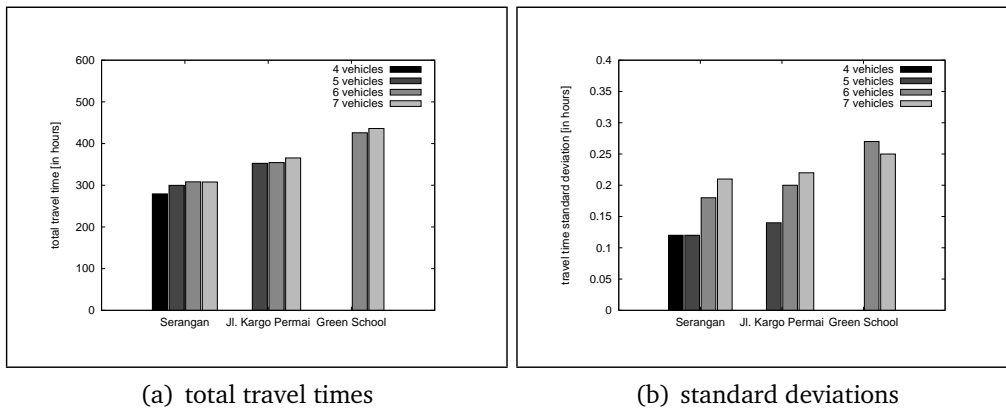 600
500
400
300
200
100
0
total travel time [in hours]
4 vehicles
5 vehicles
6 vehicles
7 vehicles
Serangan Jl. Kargo Permai Green School
(a) total travel times
0.4
0.35
0.3
0.25
0.2
0.15
0.1
0.05
0
travel time standard deviation [in hours]
4 vehicles
5 vehicles
6 vehicles
7 vehicles
Serangan Jl. Kargo Permai Green School
(b) standard deviations